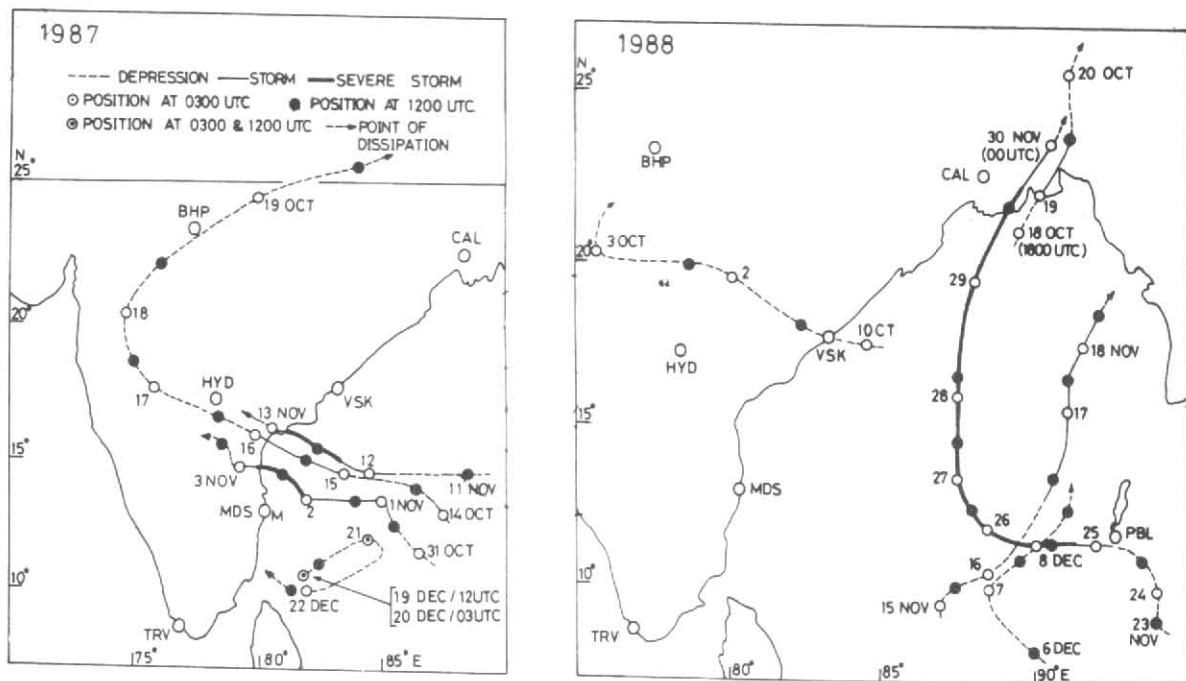 1987
---- DEPRESSION —STORM —SEVERE STORM
⊙ POSITION AT 0300 UTC ● POSITION AT 1200 UTC.
⊙ POSITION AT 0300 & 1200 UTC --→ POINT OF
DISSIPATION
N
25°
20°
15°
10°
75°
80°
85° E
BHP
19 OCT
CAL
18
17
HYD
13 NOV
VSK
16
12
15
11 NOV
3 NOV
2
1 NOV
14 OCT
MDS
M
31 OCT
21
22 DEC
19 DEC/12UTC
20 DEC/03UTC
TRV
1988
N
25°
20°
15°
10°
80°
85°
90° E
20 OCT
30 NOV
(00UTC)
BHP
CAL
19
18 OCT
(1800UTC)
3 OCT
2
29
1 OCT
VSK
HYD
18 NOV
28
17
27
MDS
26
25
PBL
8 DEC
16
7
24
15 NOV
23
NOV
TRV
6 DEC